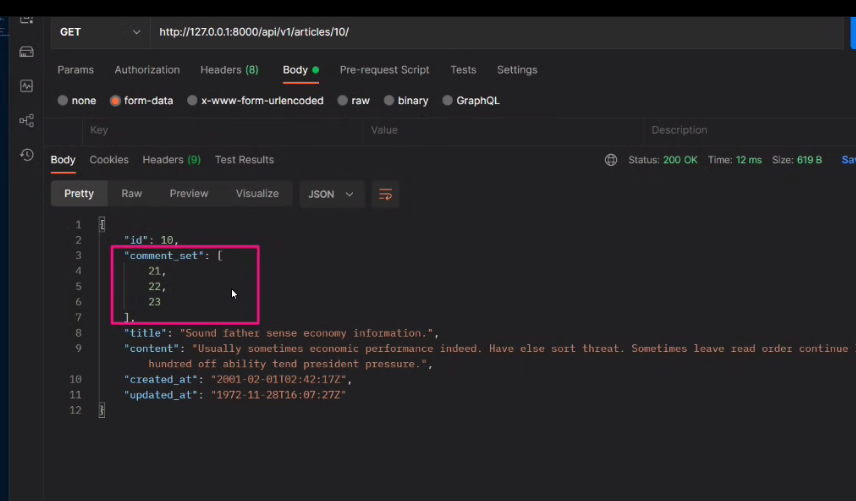 GET http://127.0.0.1:8000/api/v1/articles/10/
Params Authorization Headers (8) Body Pre-request Script Tests Settings
none form-data x-www-form-urlencoded raw binary GraphQL
Key Value Description
Body Cookies Headers (9) Test Results Status: 200 OK Time: 12 ms Size: 619 B
Pretty Raw Preview Visualize JSON
1 {
2 "id": 10,
3 "comment_set": [
4 21,
5 22,
6 23
7 ],
8 "title": "Sound father sense economy information.",
9 "content": "Usually sometimes economic performance indeed. Have else sort threat. Sometimes leave read order continue
hundred off ability tend president pressure.",
10 "created_at": "2001-02-01T02:42:17Z",
11 "updated_at": "1972-11-28T16:07:27Z"
12 }